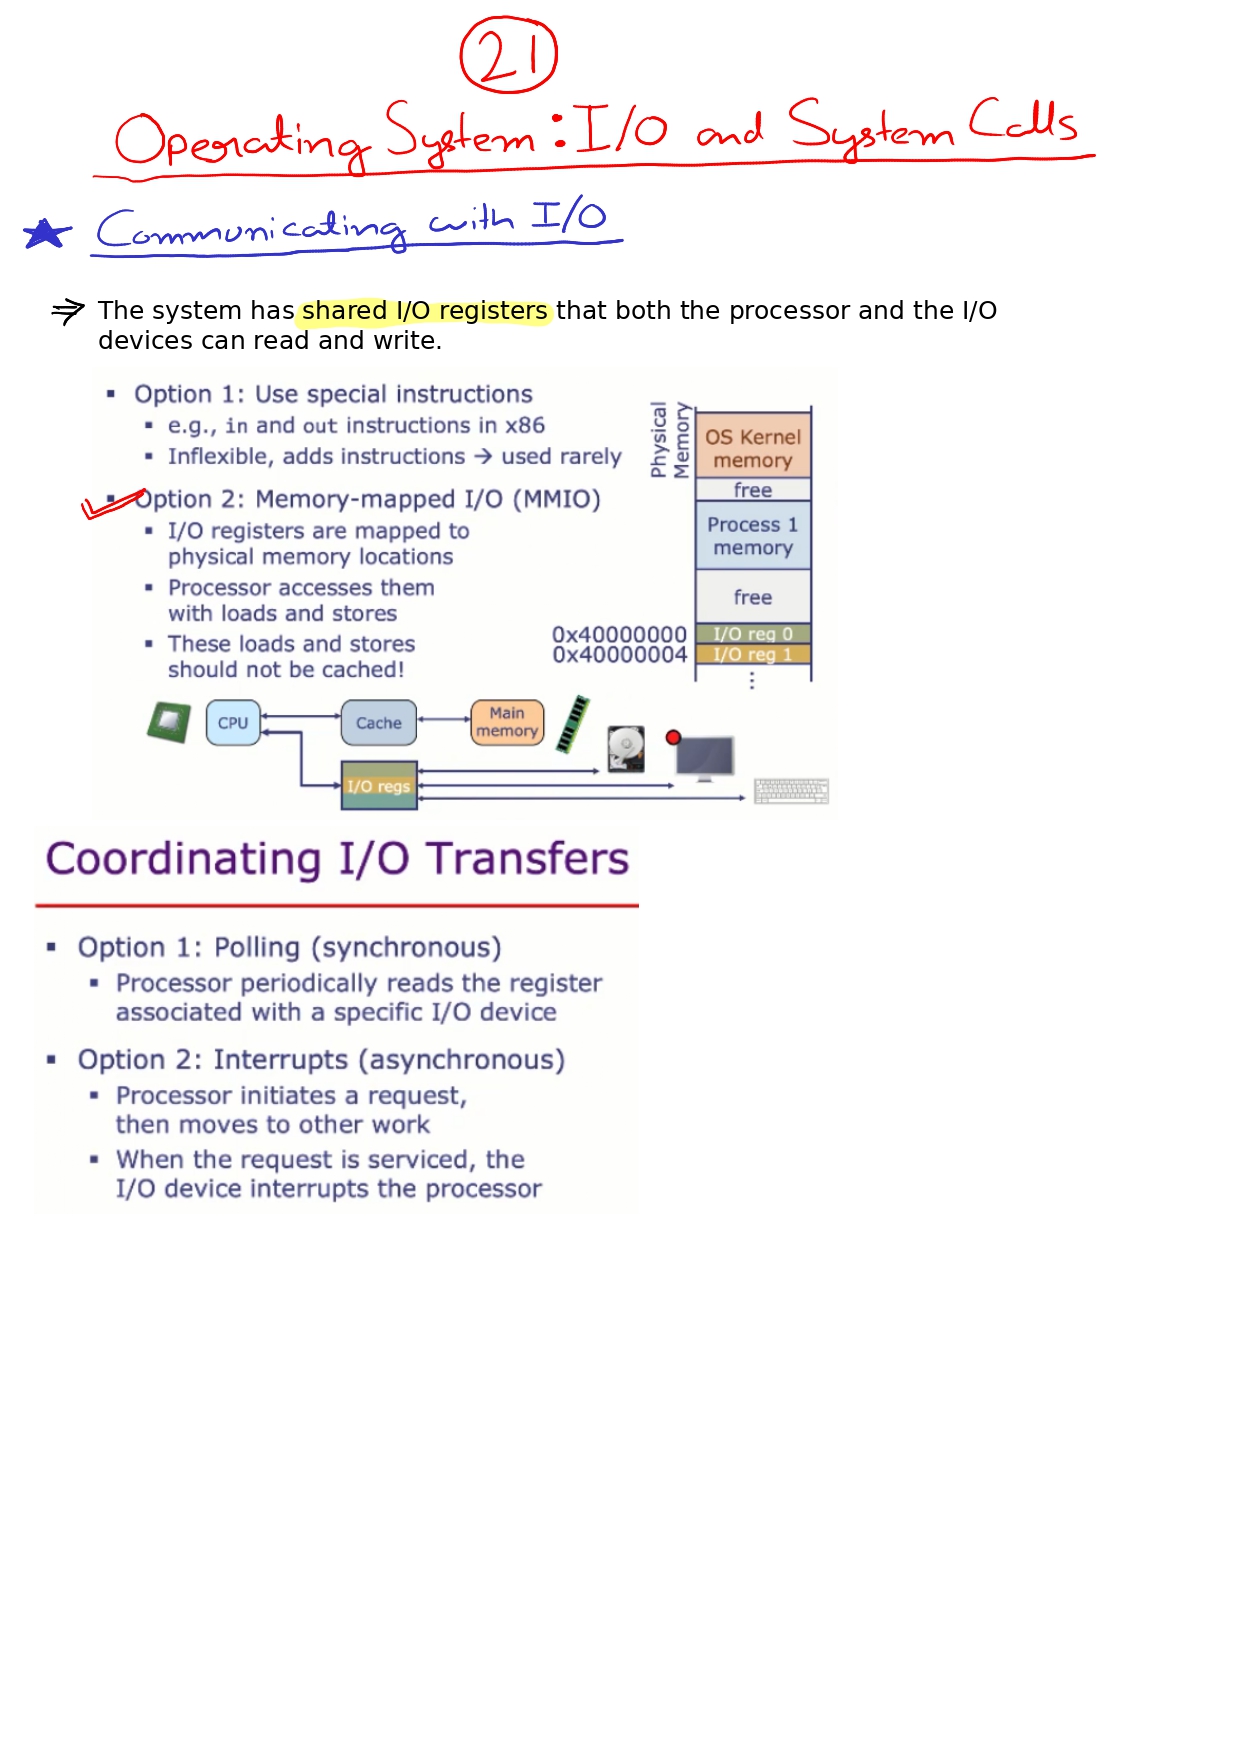 21
Operating System: I/O and System Calls
★ Communicating with I/O
⇒ The system has shared I/O registers that both the processor and the I/O
devices can read and write.
▪ Option 1: Use special instructions
▪ e.g., in and out instructions in x86
▪ Inflexible, adds instructions → used rarely
▪ Option 2: Memory-mapped I/O (MMIO)
▪ I/O registers are mapped to
physical memory locations
▪ Processor accesses them
with loads and stores
▪ These loads and stores
should not be cached!
Physical
Memory
OS Kernel
memory
free
Process 1
memory
free
0x40000000 I/O reg 0
0x40000004 I/O reg 1
⋮
CPU
Cache
Main
memory
I/O regs
Coordinating I/O Transfers
▪ Option 1: Polling (synchronous)
▪ Processor periodically reads the register
associated with a specific I/O device
▪ Option 2: Interrupts (asynchronous)
▪ Processor initiates a request,
then moves to other work
▪ When the request is serviced, the
I/O device interrupts the processor